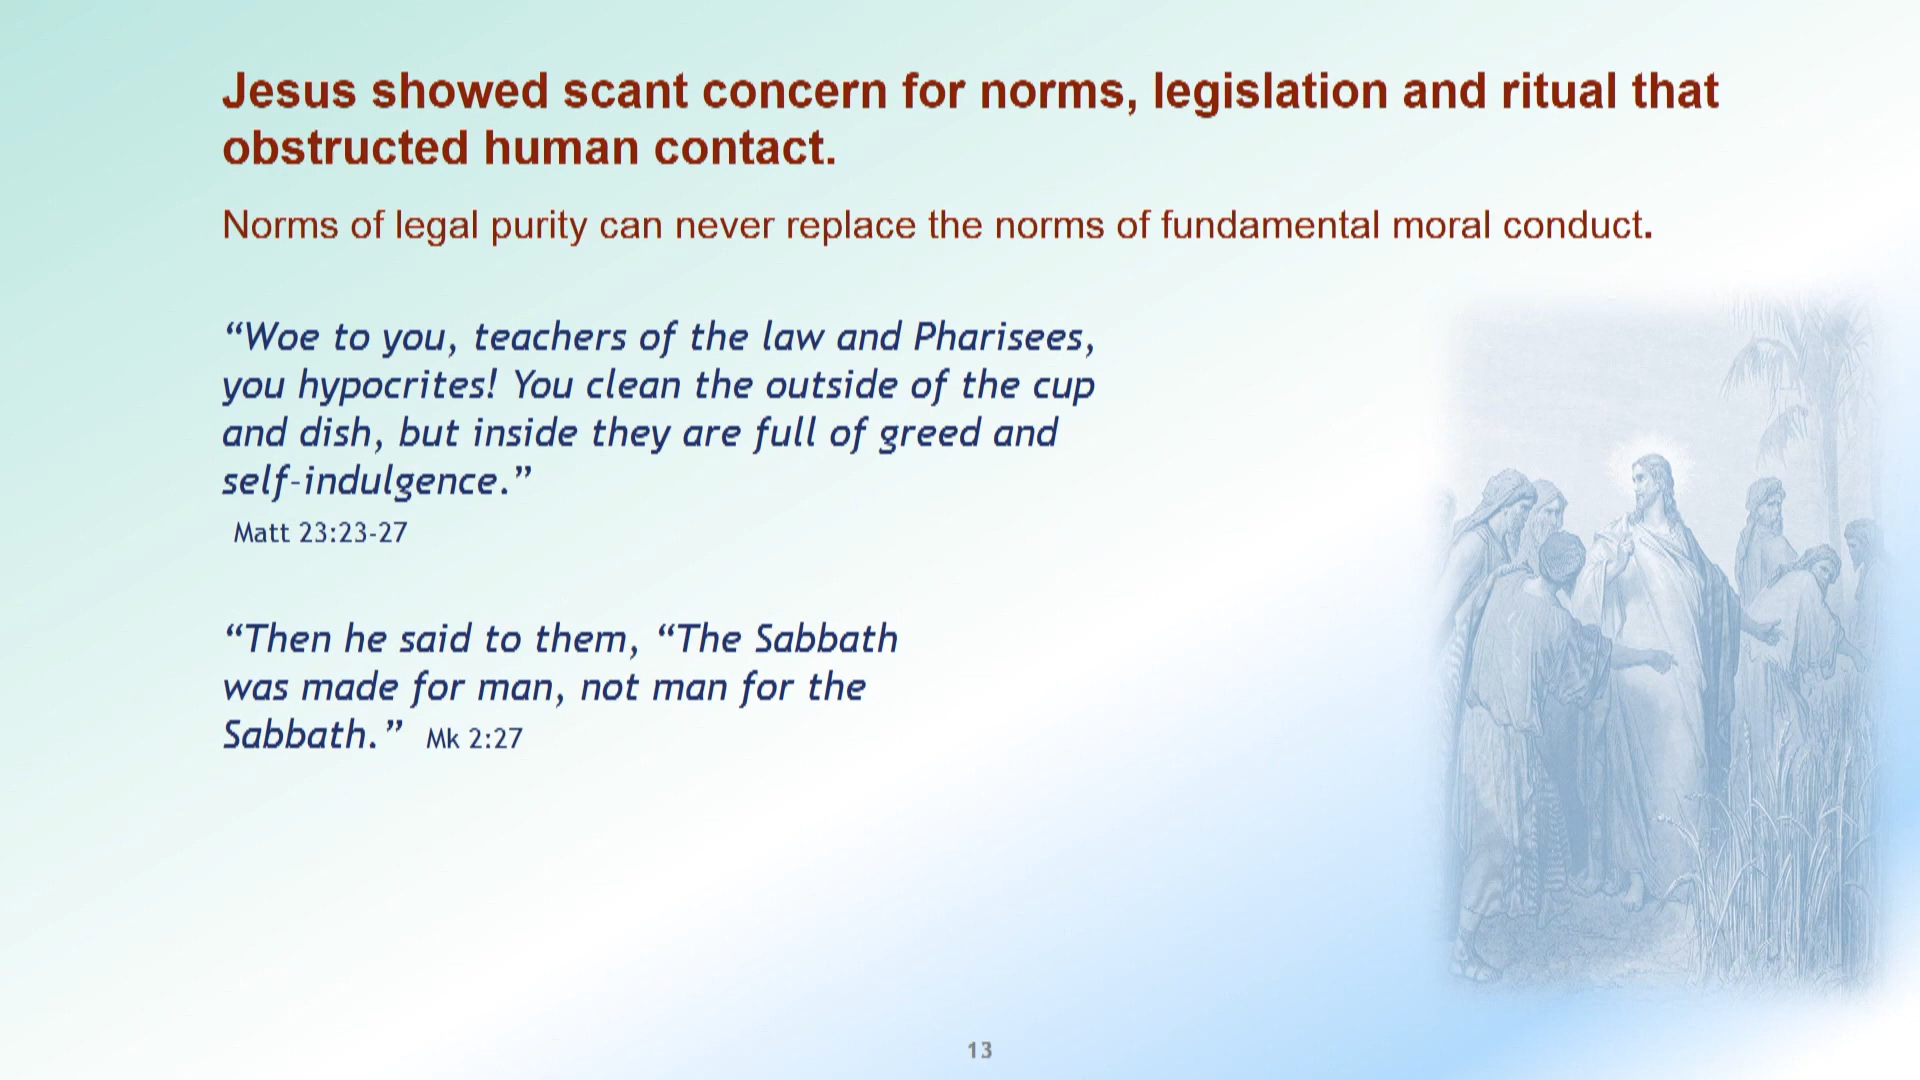 Jesus showed scant concern for norms, legislation and ritual that
obstructed human contact.
Norms of legal purity can never replace the norms of fundamental moral conduct.
“Woe to you, teachers of the law and Pharisees,
you hypocrites! You clean the outside of the cup
and dish, but inside they are full of greed and
self-indulgence.”
Matt 23:23-27
“Then he said to them, “The Sabbath
was made for man, not man for the
Sabbath.” Mk 2:27
13